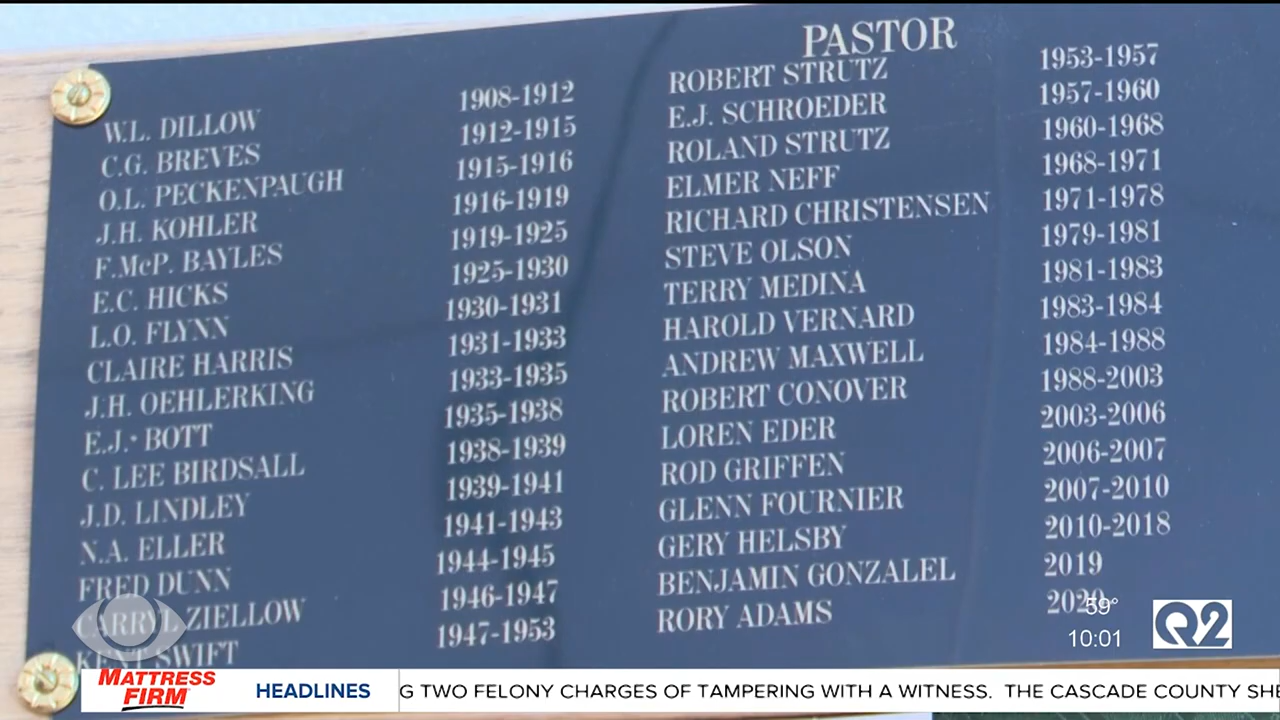 PASTOR
W.L. DILLOW 1908-1912
C.G. BREVES 1912-1915
O.L. PECKENPAUGH 1915-1916
J.H. KOHLER 1916-1919
F.McP. BAYLES 1919-1925
E.C. HICKS 1925-1930
L.O. FLYNN 1930-1931
CLAIRE HARRIS 1931-1933
J.H. OEHLERKING 1933-1935
E.J. BOTT 1935-1938
C. LEE BIRDSALL 1938-1939
J.D. LINDLEY 1939-1941
N.A. ELLER 1941-1943
FRED DUNN 1944-1945
CARRYL ZIELLOW 1946-1947
KENT SWIFT 1947-1953
ROBERT STRUTZ 1953-1957
E.J. SCHROEDER 1957-1960
ROLAND STRUTZ 1960-1968
ELMER NEFF 1968-1971
RICHARD CHRISTENSEN 1971-1978
STEVE OLSON 1979-1981
TERRY MEDINA 1981-1983
HAROLD VERNARD 1983-1984
ANDREW MAXWELL 1984-1988
ROBERT CONOVER 1988-2003
LOREN EDER 2003-2006
ROD GRIFFEN 2006-2007
GLENN FOURNIER 2007-2010
GERY HELSBY 2010-2018
BENJAMIN GONZALEL 2019
RORY ADAMS
59°
10:01
Q2
MATTRESS
FIRM
HEADLINES
G TWO FELONY CHARGES OF TAMPERING WITH A WITNESS. THE CASCADE COUNTY SHE